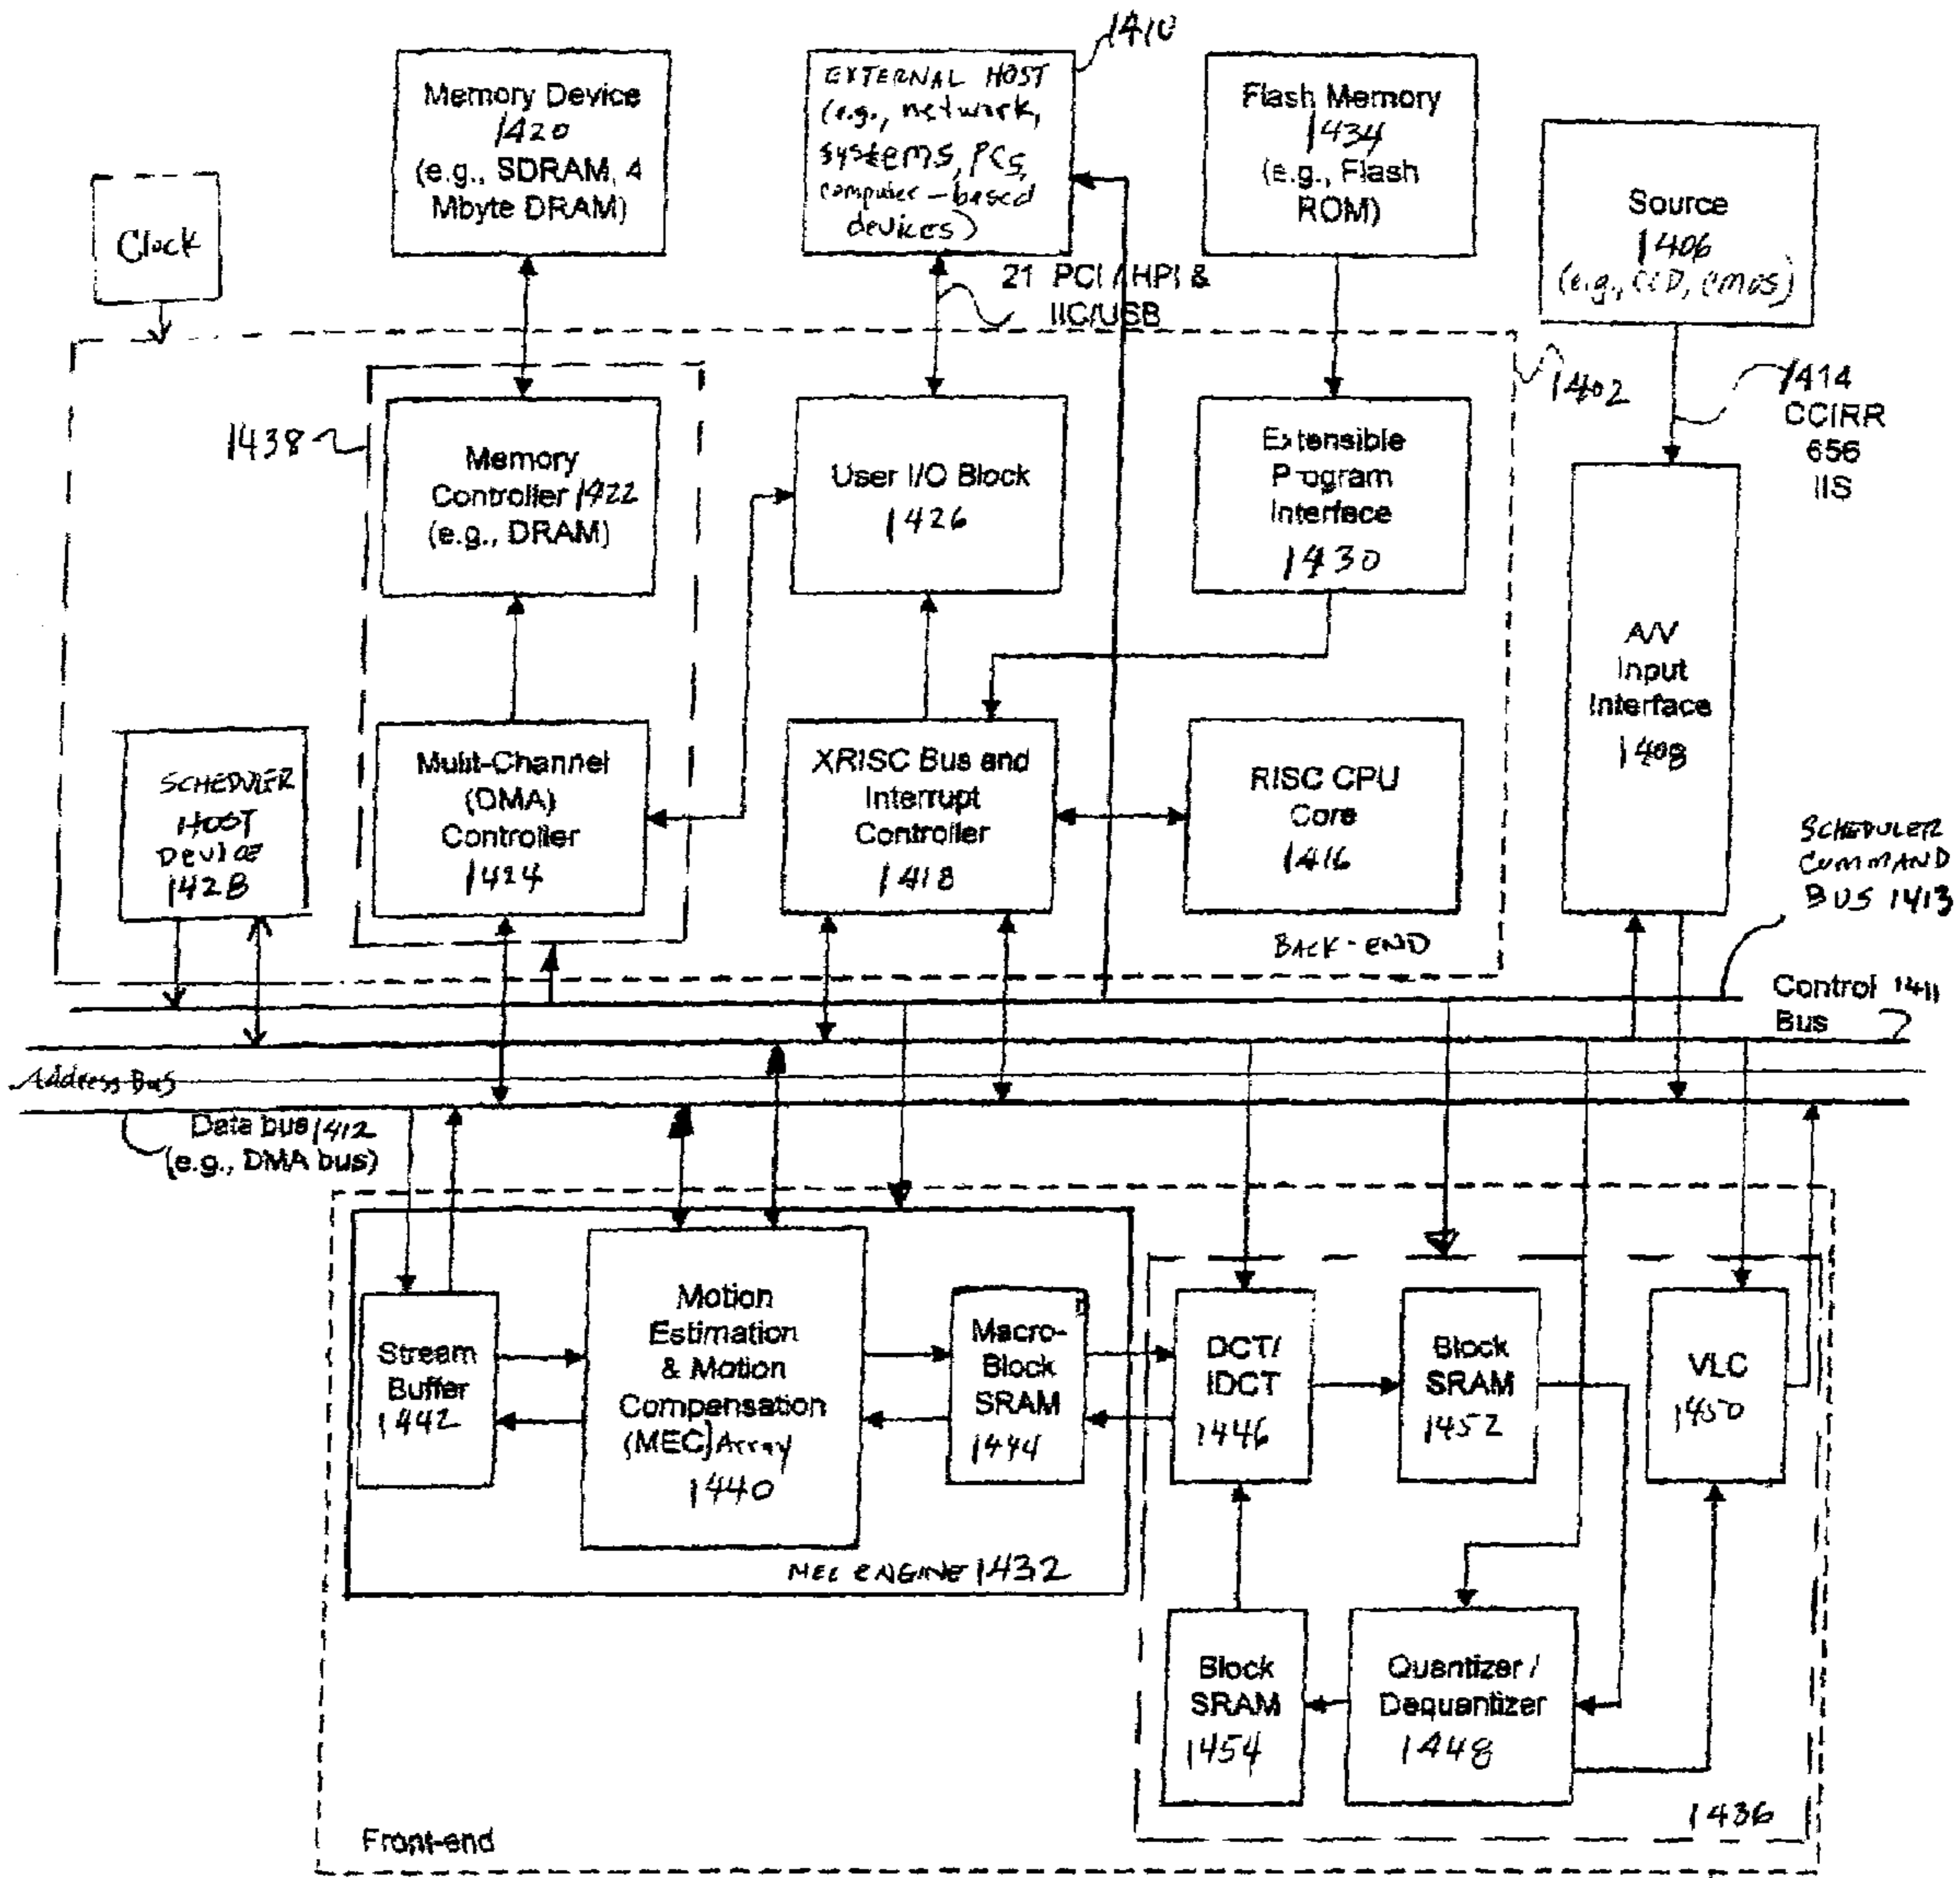 1410
Memory Device
1420
(e.g., SDRAM, 4
Mbyte DRAM)
EXTERNAL HOST
(e.g., network,
systems, PCs,
computer-based
devices)
Flash Memory
1434
(e.g., Flash
ROM)
Source
1406
(e.g., CCD, CMOS)
Clock
21 PCI / HPI &
IIC/USB
1402
1414
CCIRR
656
IIS
1438
Memory
Controller 1422
(e.g., DRAM)
User I/O Block
1426
Extensible
Program
Interface
1430
A/V
Input
Interface
1408
SCHEDULER
HOST
Device
1428
Mulit-Channel
(DMA)
Controller
1424
XRISC Bus and
Interrupt
Controller
1418
RISC CPU
Core
1416
SCHEDULER
COMMAND
BUS 1413
BACK-END
Control 1411
Bus
Address Bus
Data bus 1412
(e.g., DMA bus)
Stream
Buffer
1442
Motion
Estimation
& Motion
Compensation
(MEC) Array
1440
Macro-
Block
SRAM
1444
DCT/
IDCT
1446
Block
SRAM
1452
VLC
1450
MEC ENGINE 1432
Block
SRAM
1454
Quantizer /
Dequantizer
1448
1436
Front-end